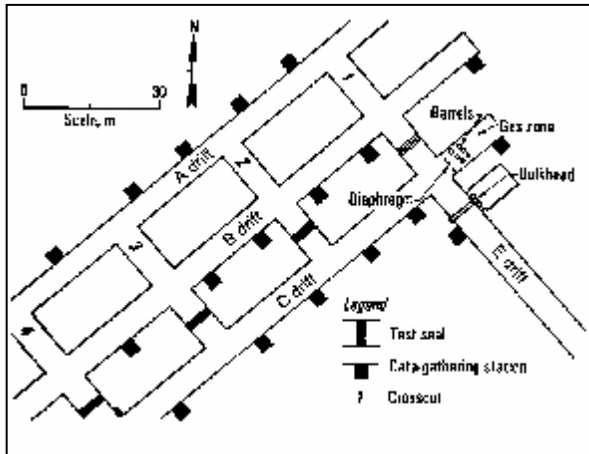 N
0 30
Scale, m
1
Barrels
Gas zone
2
A drift
Bulkhead
Diaphragm
B drift
3
E drift
C drift
4
Legend
Test seal
Data-gathering station
Crosscut